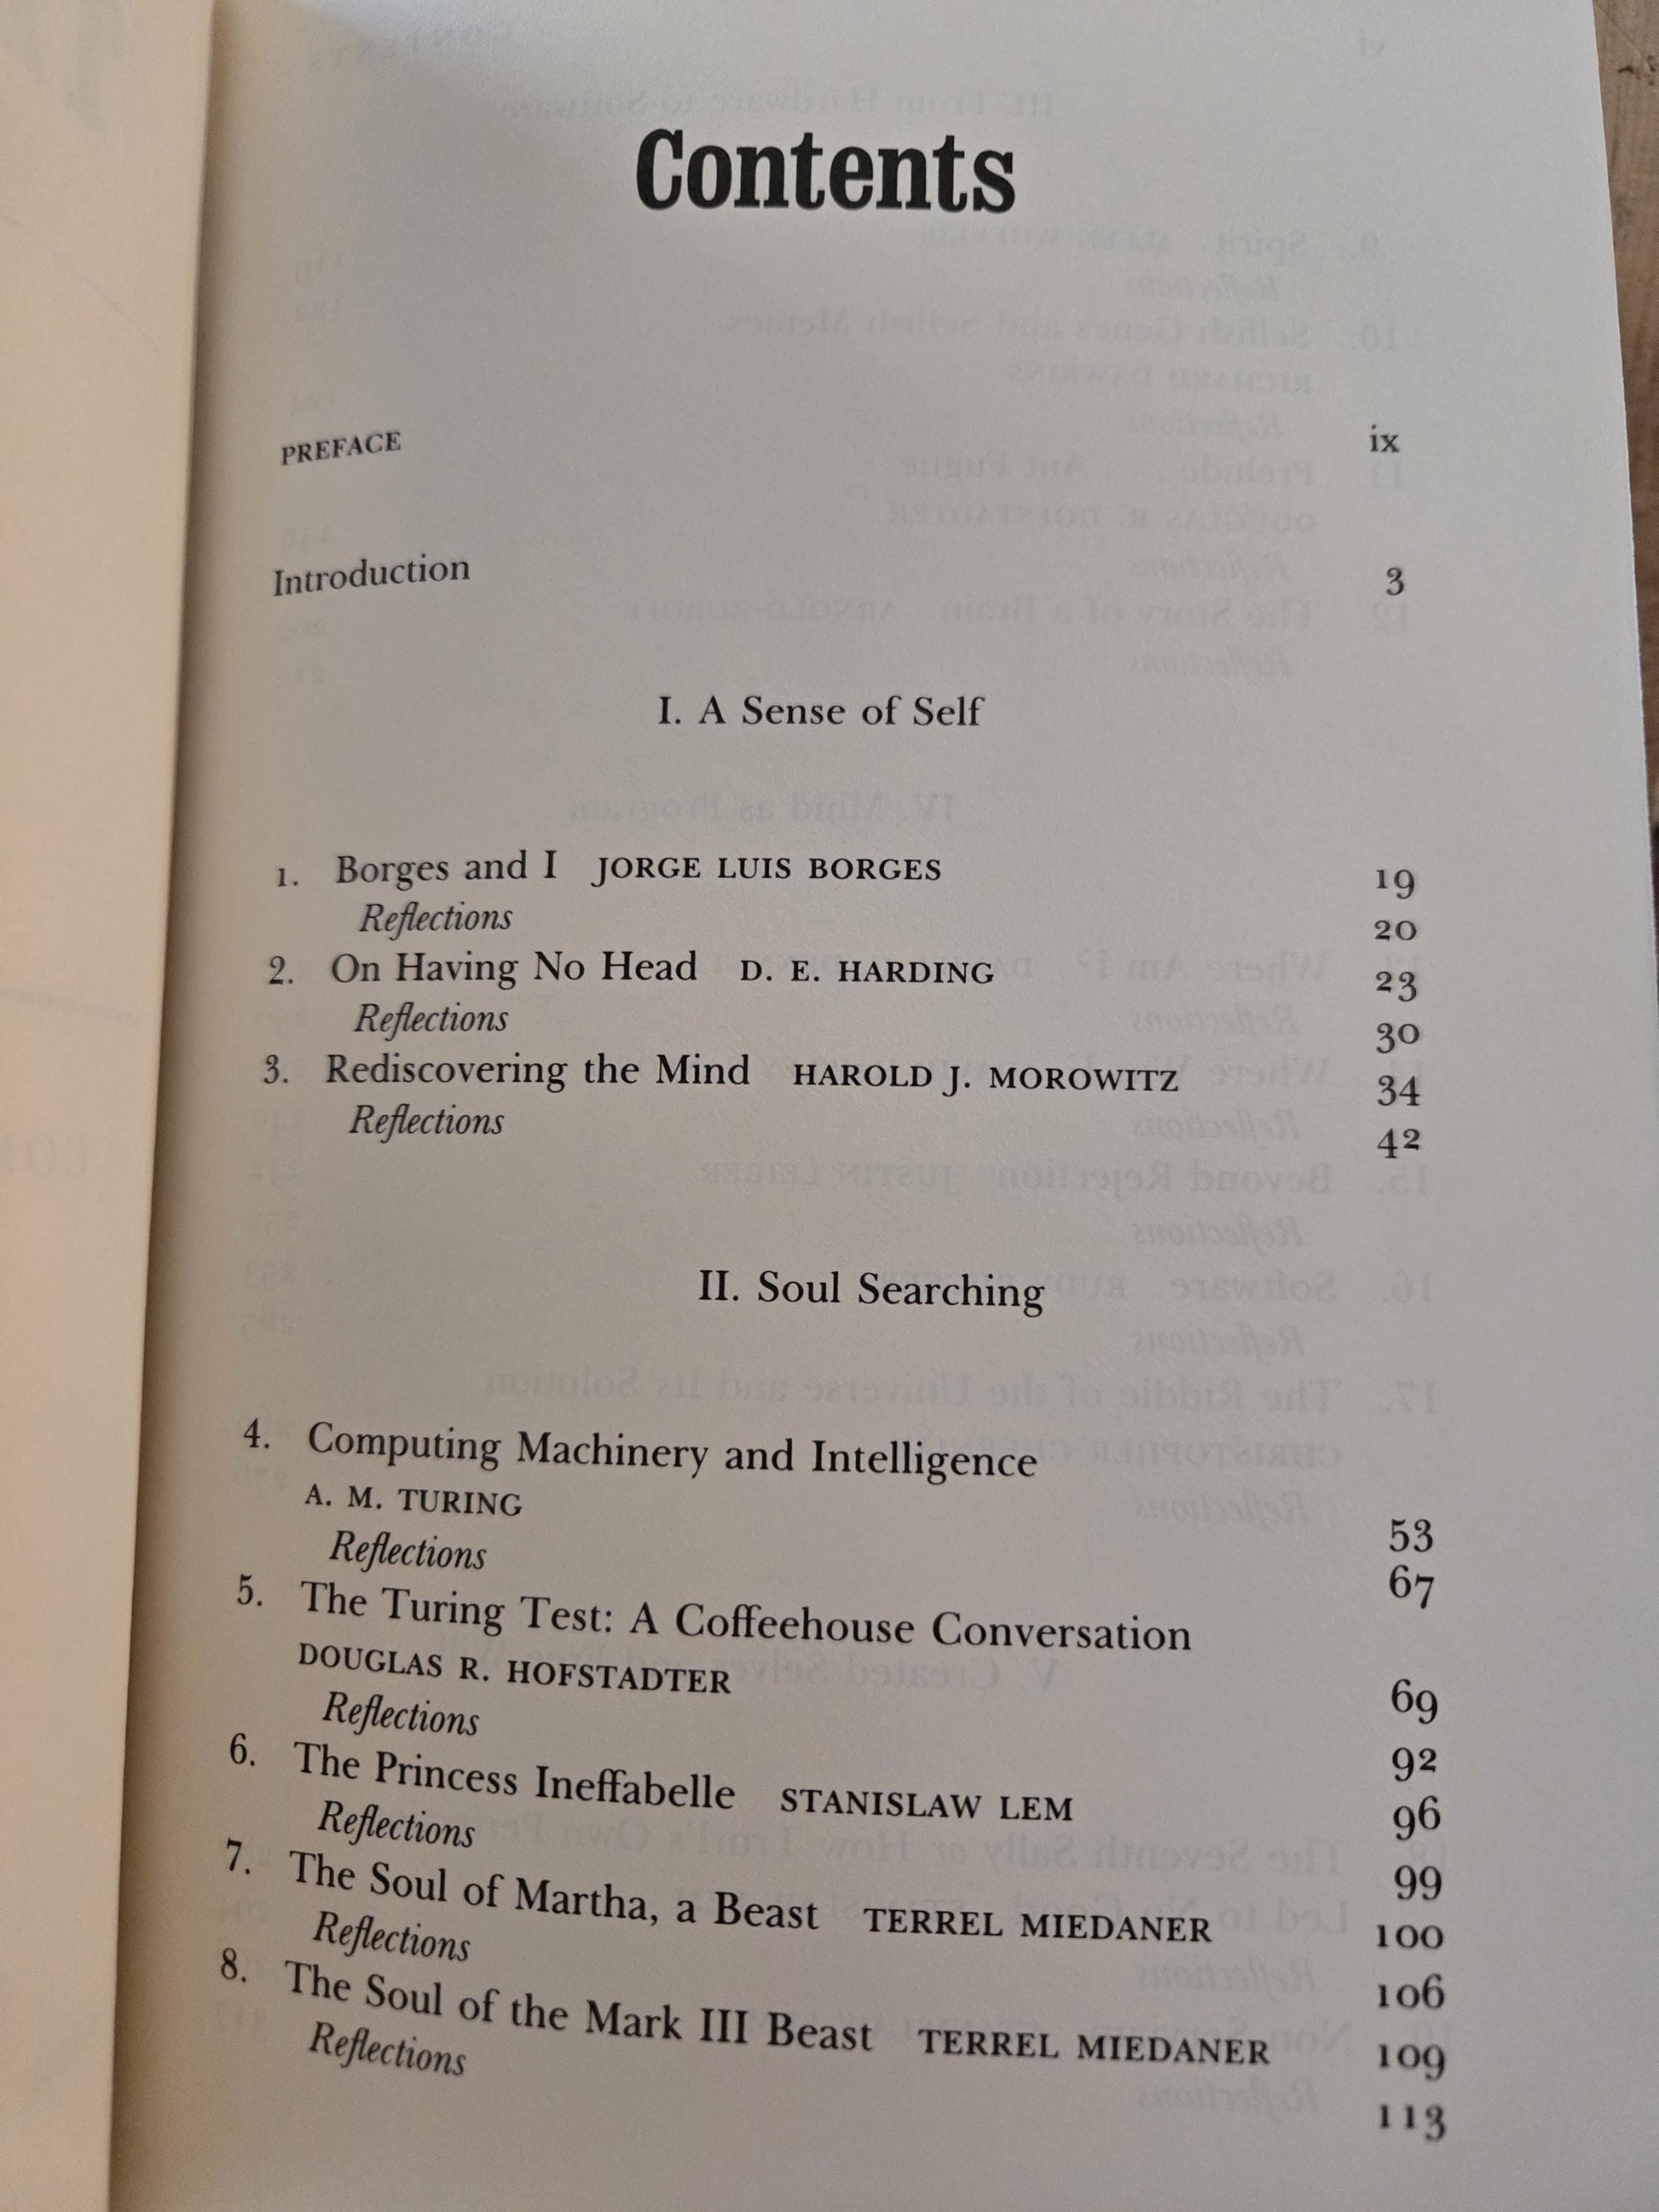 Contents
PREFACE ix
Introduction 3
I. A Sense of Self
1. Borges and I JORGE LUIS BORGES 19
Reflections 20
2. On Having No Head D. E. HARDING 23
Reflections 30
3. Rediscovering the Mind HAROLD J. MOROWITZ 34
Reflections 42
II. Soul Searching
4. Computing Machinery and Intelligence
A. M. TURING 53
Reflections 67
5. The Turing Test: A Coffeehouse Conversation
DOUGLAS R. HOFSTADTER 69
Reflections 92
6. The Princess Ineffabelle STANISLAW LEM 96
Reflections 99
7. The Soul of Martha, a Beast TERREL MIEDANER 100
Reflections 106
8. The Soul of the Mark III Beast TERREL MIEDANER 109
Reflections 113